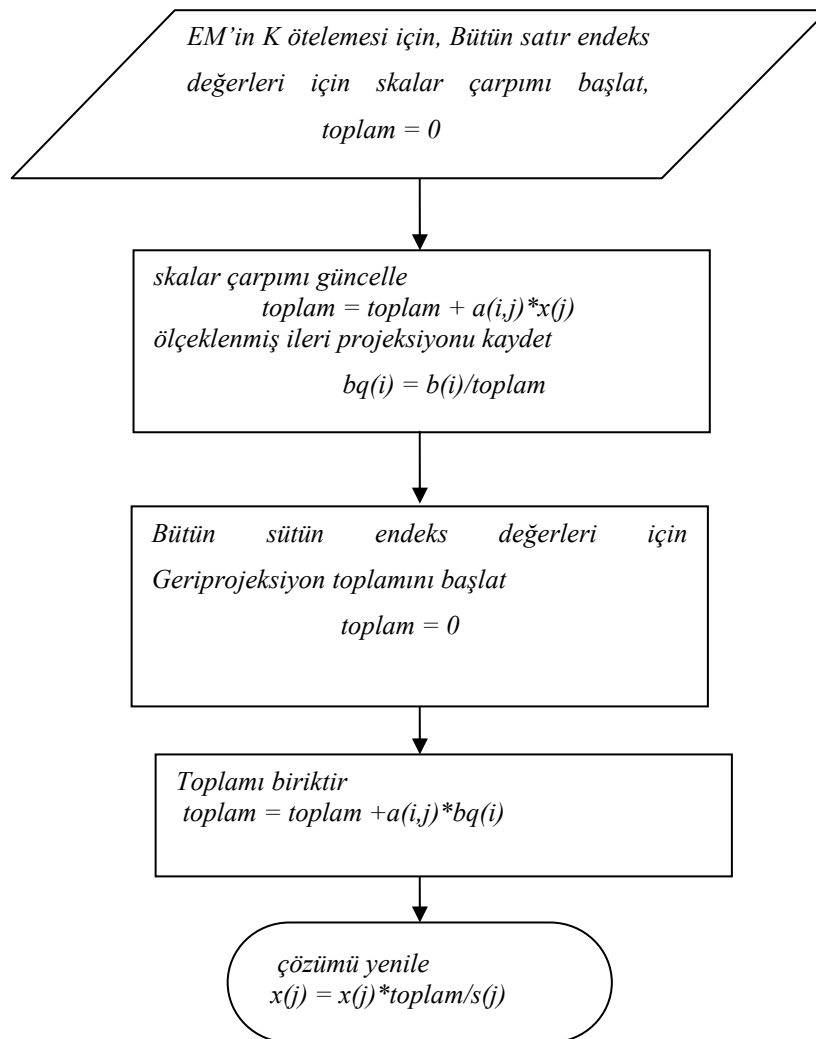 EM’in K ötelemesi için, Bütün satır endeks
değerleri için skalar çarpımı başlat,
toplam = 0
skalar çarpımı güncelle
toplam = toplam + a(i,j)*x(j)
ölçeklenmiş ileri projeksiyonu kaydet
bq(i) = b(i)/toplam
Bütün sütün endeks değerleri için
Geriprojeksiyon toplamını başlat
toplam = 0
Toplamı biriktir
toplam = toplam +a(i,j)*bq(i)
çözümü yenile
x(j) = x(j)*toplam/s(j)